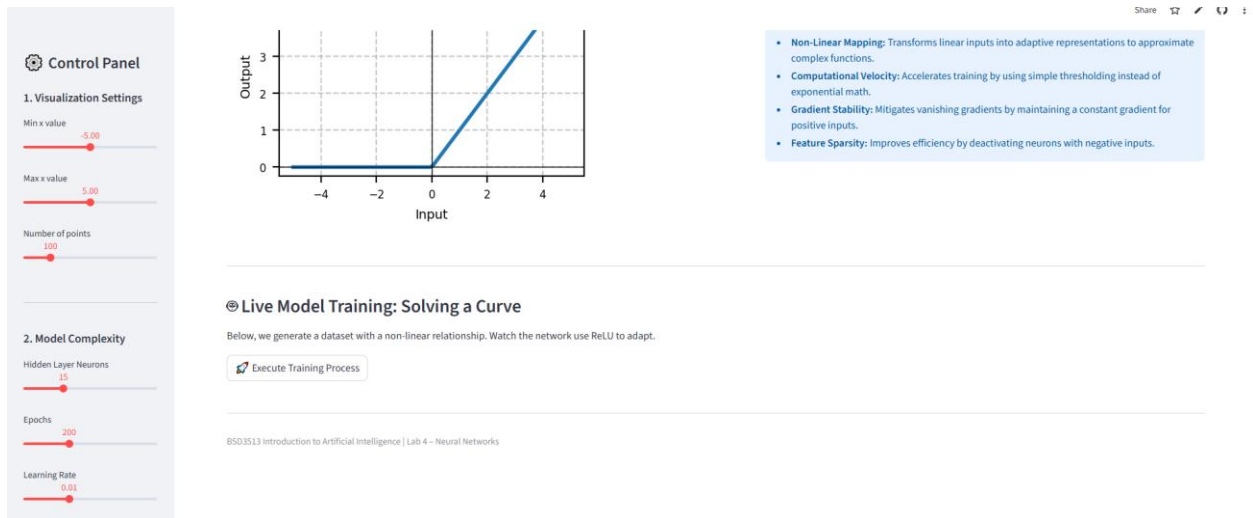 Share
Control Panel
1. Visualization Settings
Min x value
-5.00
Max x value
5.00
Number of points
100
2. Model Complexity
Hidden Layer Neurons
15
Epochs
200
Learning Rate
0.01
Output
3
2
1
0
−4 −2 0 2 4
Input
• Non-Linear Mapping: Transforms linear inputs into adaptive representations to approximate
complex functions.
• Computational Velocity: Accelerates training by using simple thresholding instead of
exponential math.
• Gradient Stability: Mitigates vanishing gradients by maintaining a constant gradient for
positive inputs.
• Feature Sparsity: Improves efficiency by deactivating neurons with negative inputs.
Live Model Training: Solving a Curve
Below, we generate a dataset with a non-linear relationship. Watch the network use ReLU to adapt.
🚀 Execute Training Process
BSD3513 Introduction to Artificial Intelligence | Lab 4 – Neural Networks